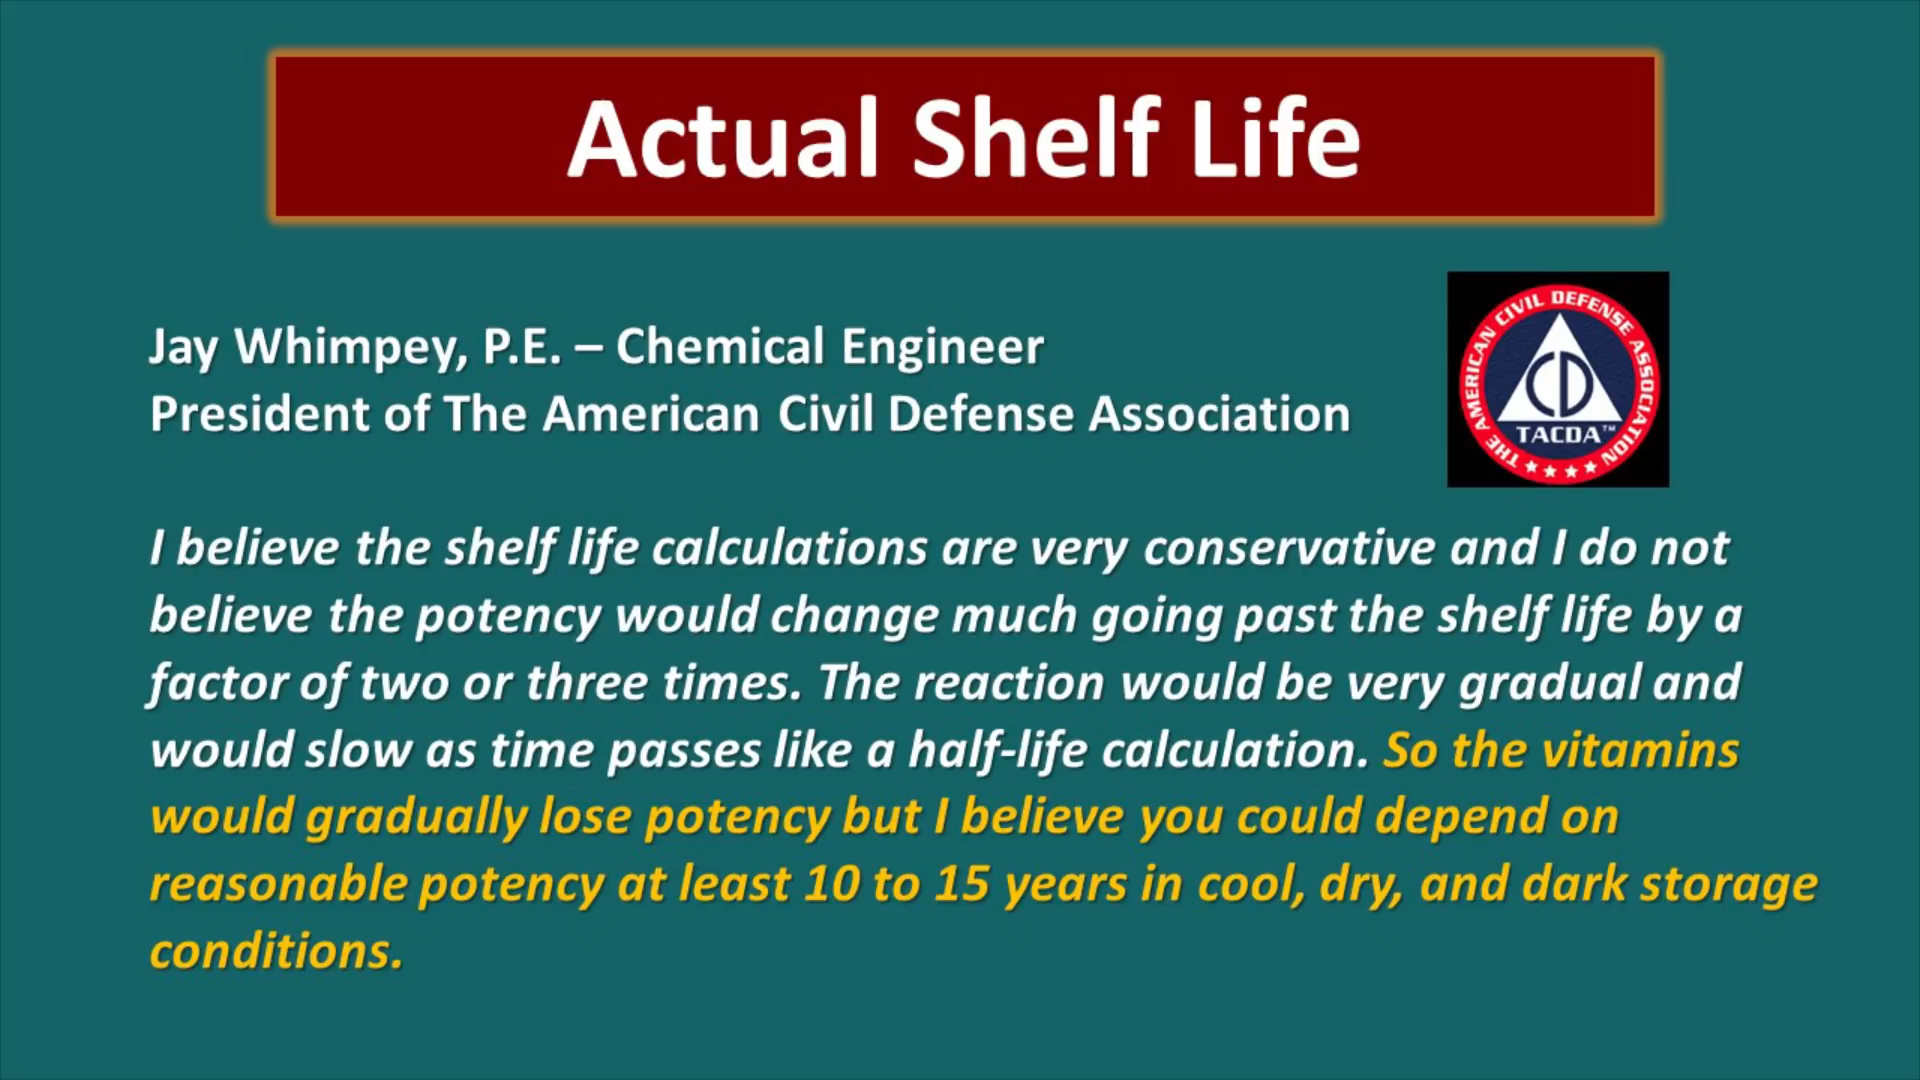 Actual Shelf Life
Jay Whimpey, P.E. – Chemical Engineer
President of The American Civil Defense Association
THE AMERICAN CIVIL DEFENSE ASSOCIATION
CD
TACDA™
I believe the shelf life calculations are very conservative and I do not
believe the potency would change much going past the shelf life by a
factor of two or three times. The reaction would be very gradual and
would slow as time passes like a half-life calculation. So the vitamins
would gradually lose potency but I believe you could depend on
reasonable potency at least 10 to 15 years in cool, dry, and dark storage
conditions.